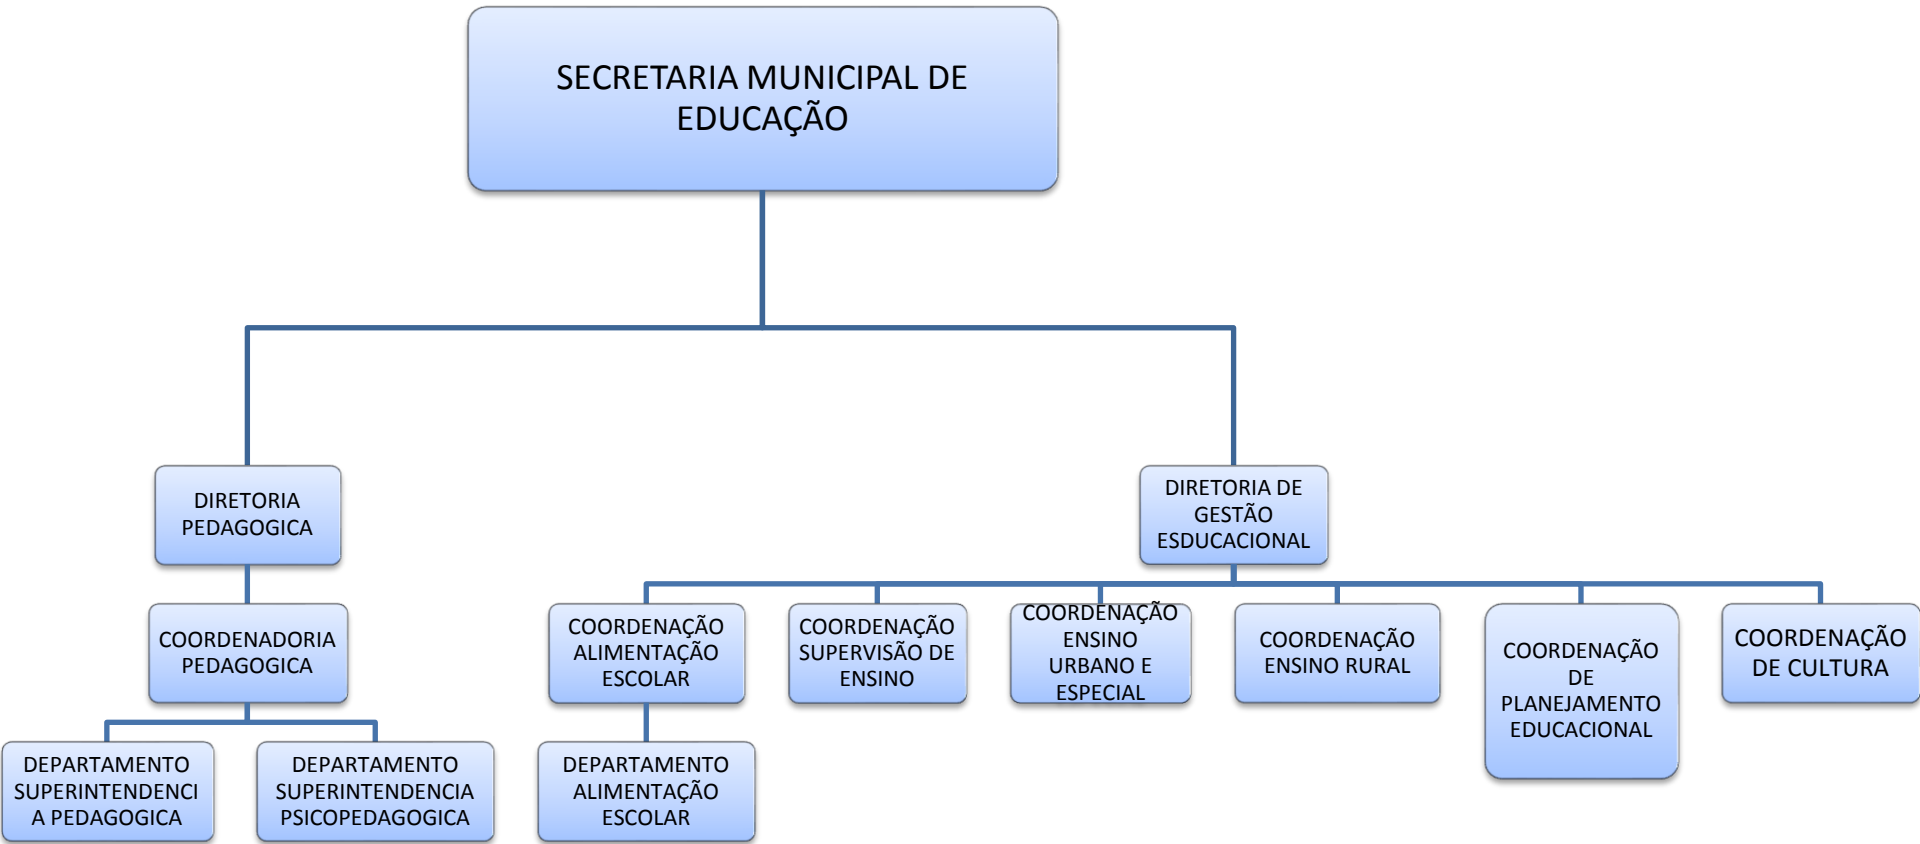 SECRETARIA MUNICIPAL DE
EDUCAÇÃO
DIRETORIA
PEDAGOGICA
DIRETORIA DE
GESTÃO
ESDUCACIONAL
COORDENADORIA
PEDAGOGICA
COORDENAÇÃO
ALIMENTAÇÃO
ESCOLAR
COORDENAÇÃO
SUPERVISÃO DE
ENSINO
COORDENAÇÃO
ENSINO
URBANO E
ESPECIAL
COORDENAÇÃO
ENSINO RURAL
COORDENAÇÃO
DE
PLANEJAMENTO
EDUCACIONAL
COORDENAÇÃO
DE CULTURA
DEPARTAMENTO
SUPERINTENDENCI
A PEDAGOGICA
DEPARTAMENTO
SUPERINTENDENCIA
PSICOPEDAGOGICA
DEPARTAMENTO
ALIMENTAÇÃO
ESCOLAR